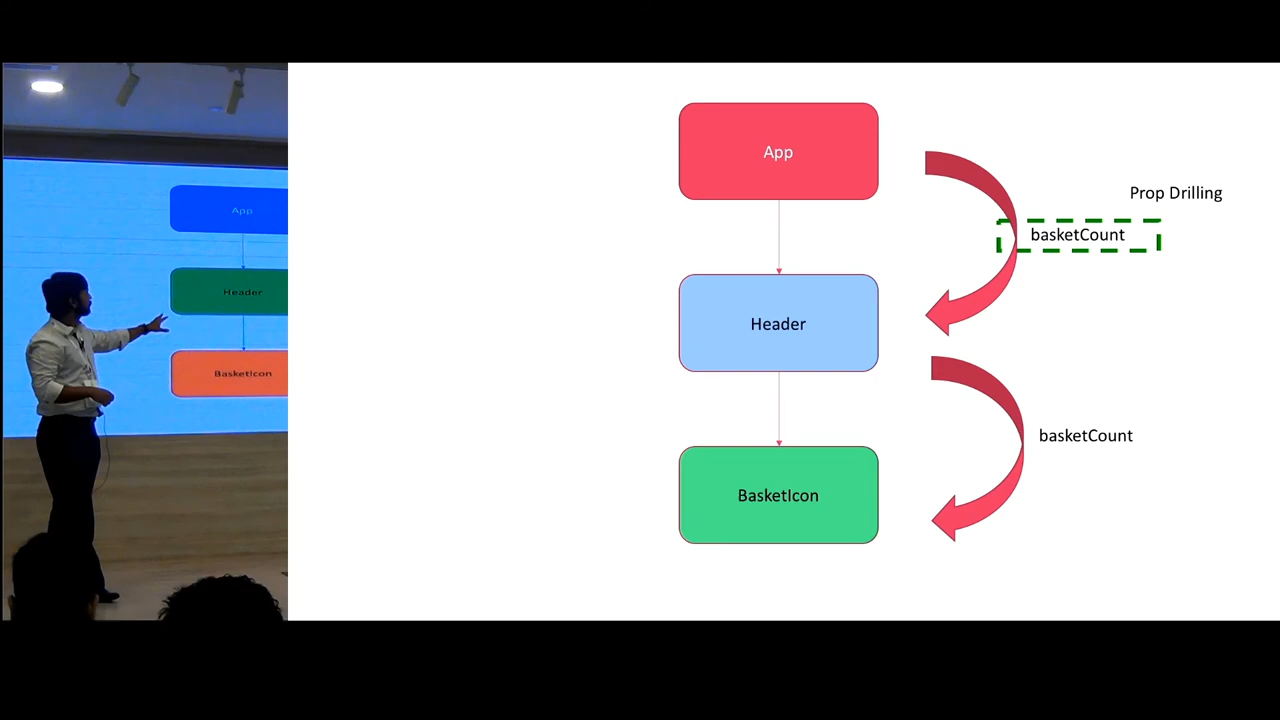 App
Header
BasketIcon
App
Prop Drilling
basketCount
Header
basketCount
BasketIcon